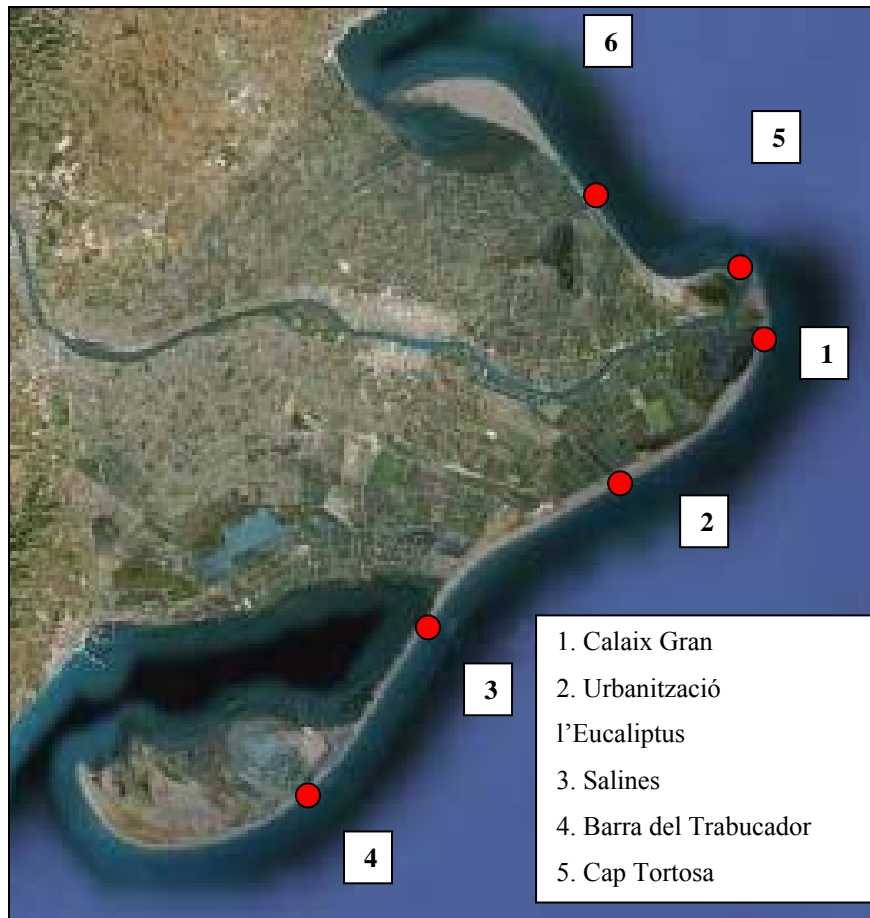 6
5
1
2
3
4
1. Calaix Gran
2. Urbanització
l'Eucaliptus
3. Salines
4. Barra del Trabucador
5. Cap Tortosa